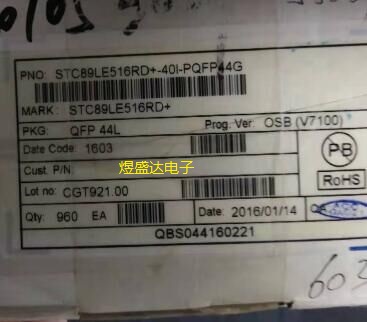 PNO: STC89LE516RD+-40I-PQFP44G
MARK: STC89LE516RD+
PKG: QFP 44L Prog. Ver: OSB (V7100)
Date Code: 1603
PB
Cust. P/N 煜盛达电子
RoHS
Lot no: CGT921.00
Qty: 960 EA Date: 2016/01/14
QBS044160221
603